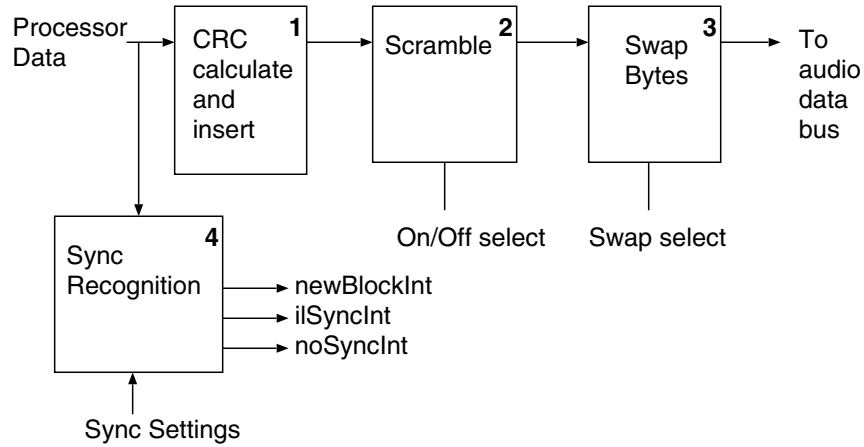 Processor
Data
1
CRC
calculate
and
insert
2
Scramble
3
Swap
Bytes
To
audio
data
bus
On/Off select
Swap select
4
Sync
Recognition
newBlockInt
ilSyncInt
noSyncInt
Sync Settings